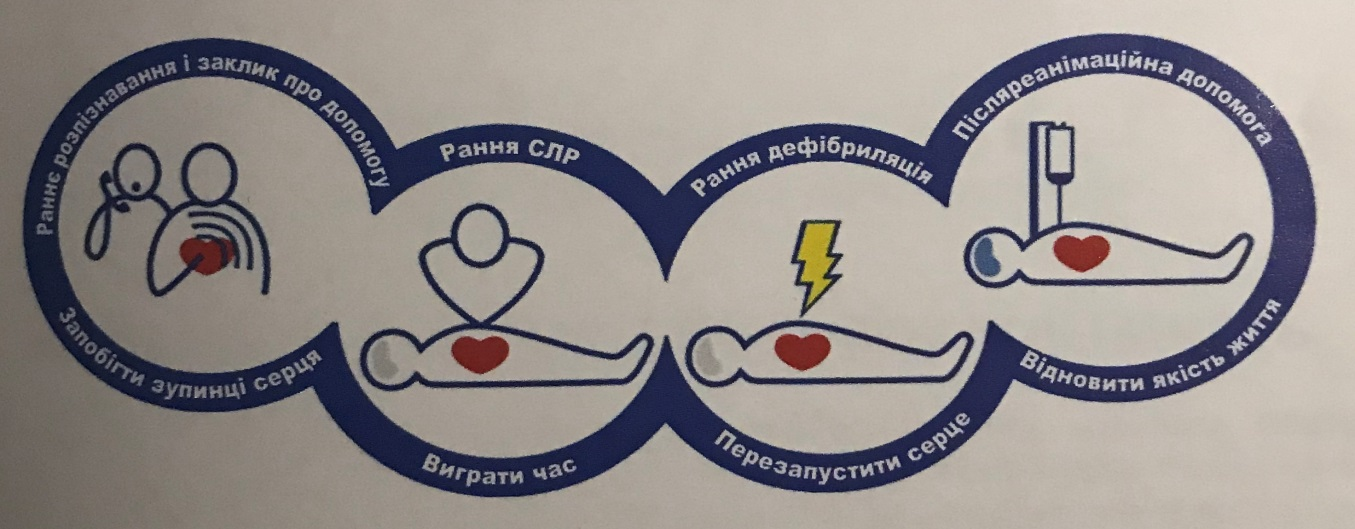 Раннє розпізнавання і заклик про допомогу
Запобігти зупинці серця
Рання СЛР
Виграти час
Рання дефібриляція
Перезапустити серце
Післяреанімаційна допомога
Відновити якість життя